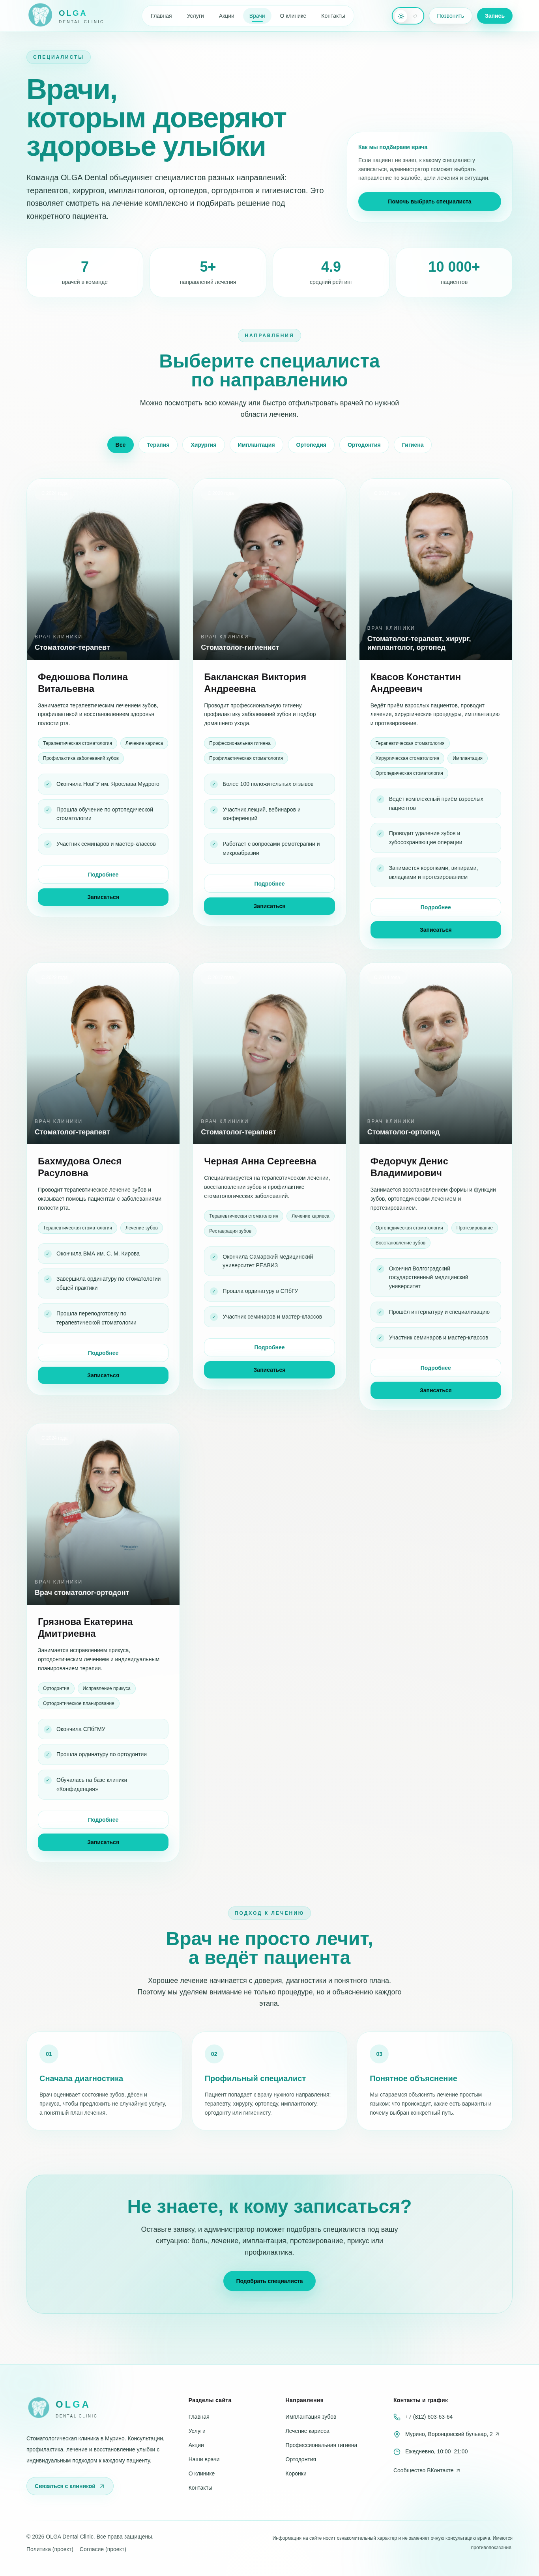 OLGA
DENTAL CLINIC
Главная
Услуги
Акции
Врачи
О клинике
Контакты
Позвонить
Запись
СПЕЦИАЛИСТЫ
Врачи,
которым доверяют
здоровье улыбки
Команда OLGA Dental объединяет специалистов разных направлений:
терапевтов, хирургов, имплантологов, ортопедов, ортодонтов и гигиенистов. Это
позволяет смотреть на лечение комплексно и подбирать решение под
конкретного пациента.
Как мы подбираем врача
Если пациент не знает, к какому специалисту
записаться, администратор поможет выбрать
направление по жалобе, цели лечения и ситуации.
Помочь выбрать специалиста
7
врачей в команде
5+
направлений лечения
4.9
средний рейтинг
10 000+
пациентов
НАПРАВЛЕНИЯ
Выберите специалиста
по направлению
Можно посмотреть всю команду или быстро отфильтровать врачей по нужной
области лечения.
Все
Терапия
Хирургия
Имплантация
Ортопедия
Ортодонтия
Гигиена
ВРАЧ КЛИНИКИ
Стоматолог-терапевт
Федюшова Полина
Витальевна
Занимается терапевтическим лечением зубов,
профилактикой и восстановлением здоровья
полости рта.
Терапевтическая стоматология
Лечение кариеса
Профилактика заболеваний зубов
Окончила НовГУ им. Ярослава Мудрого
Прошла обучение по ортопедической
стоматологии
Участник семинаров и мастер-классов
Подробнее
Записаться
ВРАЧ КЛИНИКИ
Стоматолог-гигиенист
Бакланская Виктория
Андреевна
Проводит профессиональную гигиену,
профилактику заболеваний зубов и подбор
домашнего ухода.
Профессиональная гигиена
Профилактическая стоматология
Более 100 положительных отзывов
Участник лекций, вебинаров и
конференций
Работает с вопросами ремотерапии и
микроабразии
Подробнее
Записаться
ВРАЧ КЛИНИКИ
Стоматолог-терапевт, хирург,
имплантолог, ортопед
Квасов Константин
Андреевич
Ведёт приём взрослых пациентов, проводит
лечение, хирургические процедуры, имплантацию
и протезирование.
Терапевтическая стоматология
Хирургическая стоматология
Имплантация
Ортопедическая стоматология
Ведёт комплексный приём взрослых
пациентов
Проводит удаление зубов и
зубосохраняющие операции
Занимается коронками, винирами,
вкладками и протезированием
Подробнее
Записаться
ВРАЧ КЛИНИКИ
Стоматолог-терапевт
Бахмудова Олеся
Расуловна
Проводит терапевтическое лечение зубов и
оказывает помощь пациентам с заболеваниями
полости рта.
Терапевтическая стоматология
Лечение зубов
Окончила ВМА им. С. М. Кирова
Завершила ординатуру по стоматологии
общей практики
Прошла переподготовку по
терапевтической стоматологии
Подробнее
Записаться
ВРАЧ КЛИНИКИ
Стоматолог-терапевт
Черная Анна Сергеевна
Специализируется на терапевтическом лечении,
восстановлении зубов и профилактике
стоматологических заболеваний.
Терапевтическая стоматология
Лечение кариеса
Реставрация зубов
Окончила Самарский медицинский
университет РЕАВИЗ
Прошла ординатуру в СПбГУ
Участник семинаров и мастер-классов
Подробнее
Записаться
ВРАЧ КЛИНИКИ
Стоматолог-ортопед
Федорчук Денис
Владимирович
Занимается восстановлением формы и функции
зубов, ортопедическим лечением и
протезированием.
Ортопедическая стоматология
Протезирование
Восстановление зубов
Окончил Волгоградский
государственный медицинский
университет
Прошёл интернатуру и специализацию
Участник семинаров и мастер-классов
Подробнее
Записаться
ВРАЧ КЛИНИКИ
Врач стоматолог-ортодонт
Грязнова Екатерина
Дмитриевна
Занимается исправлением прикуса,
ортодонтическим лечением и индивидуальным
планированием терапии.
Ортодонтия
Исправление прикуса
Ортодонтическое планирование
Окончила СПбГМУ
Прошла ординатуру по ортодонтии
Обучалась на базе клиники
«Конфиденция»
Подробнее
Записаться
ПОДХОД К ЛЕЧЕНИЮ
Врач не просто лечит,
а ведёт пациента
Хорошее лечение начинается с доверия, диагностики и понятного плана.
Поэтому мы уделяем внимание не только процедуре, но и объяснению каждого
этапа.
01
Сначала диагностика
Врач оценивает состояние зубов, дёсен и
прикуса, чтобы предложить не случайную услугу,
а понятный план лечения.
02
Профильный специалист
Пациент попадает к врачу нужного направления:
терапевту, хирургу, ортопеду, имплантологу,
ортодонту или гигиенисту.
03
Понятное объяснение
Мы стараемся объяснять лечение простым
языком: что происходит, какие есть варианты и
почему выбран конкретный путь.
Не знаете, к кому записаться?
Оставьте заявку, и администратор поможет подобрать специалиста под вашу
ситуацию: боль, лечение, имплантация, протезирование, прикус или
профилактика.
Подобрать специалиста
OLGA
DENTAL CLINIC
Стоматологическая клиника в Мурино. Консультации,
профилактика, лечение и восстановление улыбки с
индивидуальным подходом к каждому пациенту.
Связаться с клиникой
Разделы сайта
Главная
Услуги
Акции
Наши врачи
О клинике
Контакты
Направления
Имплантация зубов
Лечение кариеса
Профессиональная гигиена
Ортодонтия
Коронки
Контакты и график
+7 (812) 603-63-64
Мурино, Воронцовский бульвар, 2
Ежедневно, 10:00–21:00
Сообщество ВКонтакте
© 2026 OLGA Dental Clinic. Все права защищены.
Политика (проект)
Согласие (проект)
Информация на сайте носит ознакомительный характер и не заменяет очную консультацию врача. Имеются
противопоказания.